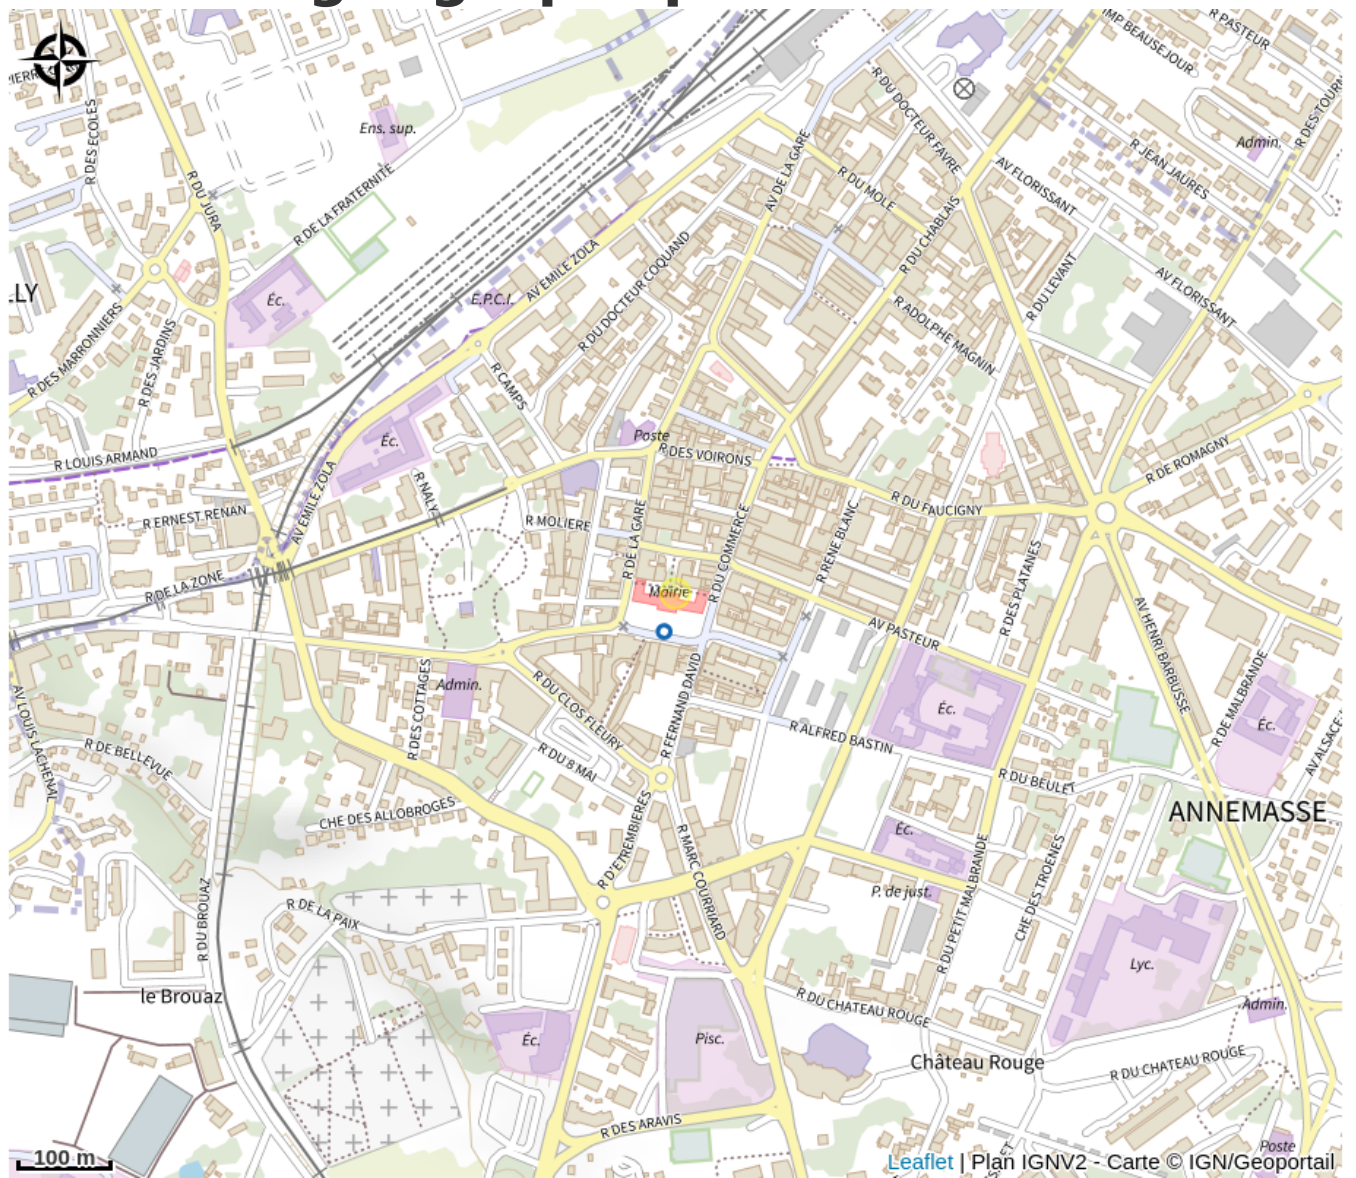 IMP BEAUSEJOUR
R PASTEUR
R DES ECOLES
Ens. sup.
R DU DOCTEUR FAVRE
Admin.
R JEAN JAURES
R DU JURA
R DE LA FRATERNITE
AV DE LA GARE
R DU MOLE
AV FLORISSANT
R DU CHABLAIS
AV EMILE ZOLA
R DU DOCTEUR COQUAND
R DU LEVANT
AV FLORISSANT
LLY
Éc.
E.P.C.I.
R ADOLPHE MAGNIN
R DES MARRONNIERS
R DES JARDINS
R CAMPS
Éc.
Poste
R DES VOIRONS
R LOUIS ARMAND
R DE ROMAGNY
R NALY
AV EMILE ZOLA
R ERNEST RENAN
R MOLIERE
R DE LA GARE
R DU COMMERCE
R RENE BLANC
R DU FAUCIGNY
R DE LA ZONE
Mairie
R DES PLATANES
AV PASTEUR
AV HENRI BARBUSSE
R DE MALBRANDE
Admin.
R DES COTTAGES
R DU CLOS FLEURY
R FERNAND DAVID
Éc.
Éc.
AV LOUIS LACHENAL
R DE BELLEVUE
R DU 8 MAI
R ALFRED BASTIN
R DU BEULET
CHE DES ALLOBROGES
R D'ETREMBIERES
R MARC COURRIARD
Éc.
ANNEMASSE
P. de just.
R DU PETIT MALBRANDE
CHE DES TROENES
R DU BROUAZ
R DE LA PAIX
Lyc.
le Brouaz
Admin.
R DU CHATEAU ROUGE
Éc.
Pisc.
Château Rouge
R DU CHATEAU ROUGE
R DES ARAVIS
Poste
100 m
Leaflet | Plan IGNV2 - Carte © IGN/Geoportail